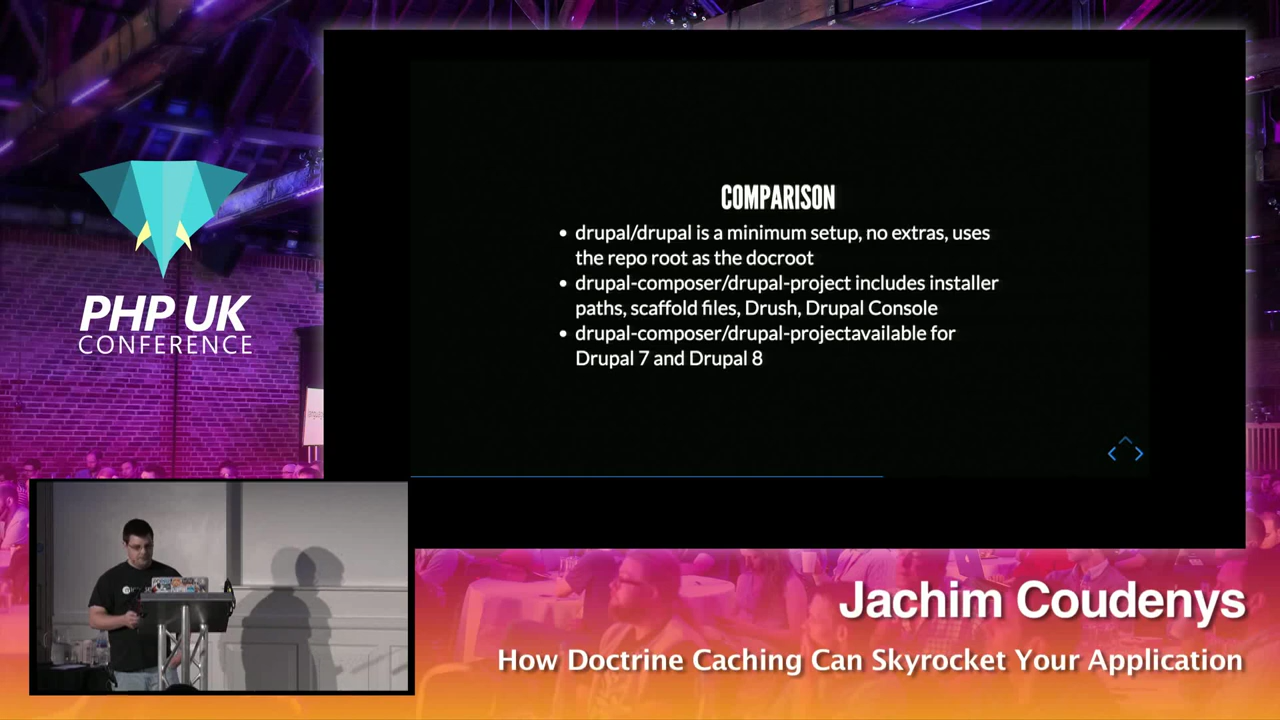 COMPARISON
drupal/drupal is a minimum setup, no extras, uses
the repo root as the docroot
drupal-composer/drupal-project includes installer
paths, scaffold files, Drush, Drupal Console
drupal-composer/drupal-projectavailable for
Drupal 7 and Drupal 8
PHP UK
CONFERENCE
Jachim Coudenys
How Doctrine Caching Can Skyrocket Your Application